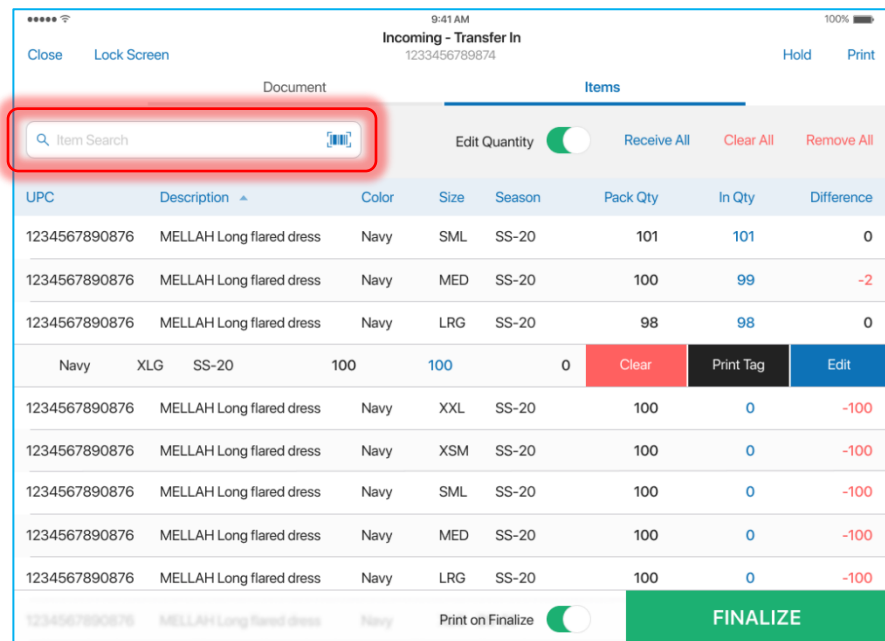 9:41 AM 100%
Incoming - Transfer In
Close Lock Screen 1233456789874 Hold Print
Document Items
Item Search Edit Quantity Receive All Clear All Remove All
UPC Description Color Size Season Pack Qty In Qty Difference
1234567890876 MELLAH Long flared dress Navy SML SS-20 101 101 0
1234567890876 MELLAH Long flared dress Navy MED SS-20 100 99 -2
1234567890876 MELLAH Long flared dress Navy LRG SS-20 98 98 0
Navy XLG SS-20 100 100 0 Clear Print Tag Edit
1234567890876 MELLAH Long flared dress Navy XXL SS-20 100 0 -100
1234567890876 MELLAH Long flared dress Navy XSM SS-20 100 0 -100
1234567890876 MELLAH Long flared dress Navy SML SS-20 100 0 -100
1234567890876 MELLAH Long flared dress Navy MED SS-20 100 0 -100
1234567890876 MELLAH Long flared dress Navy LRG SS-20 100 0 -100
1234567890876 MELLAH Long flared dress Navy Print on Finalize FINALIZE